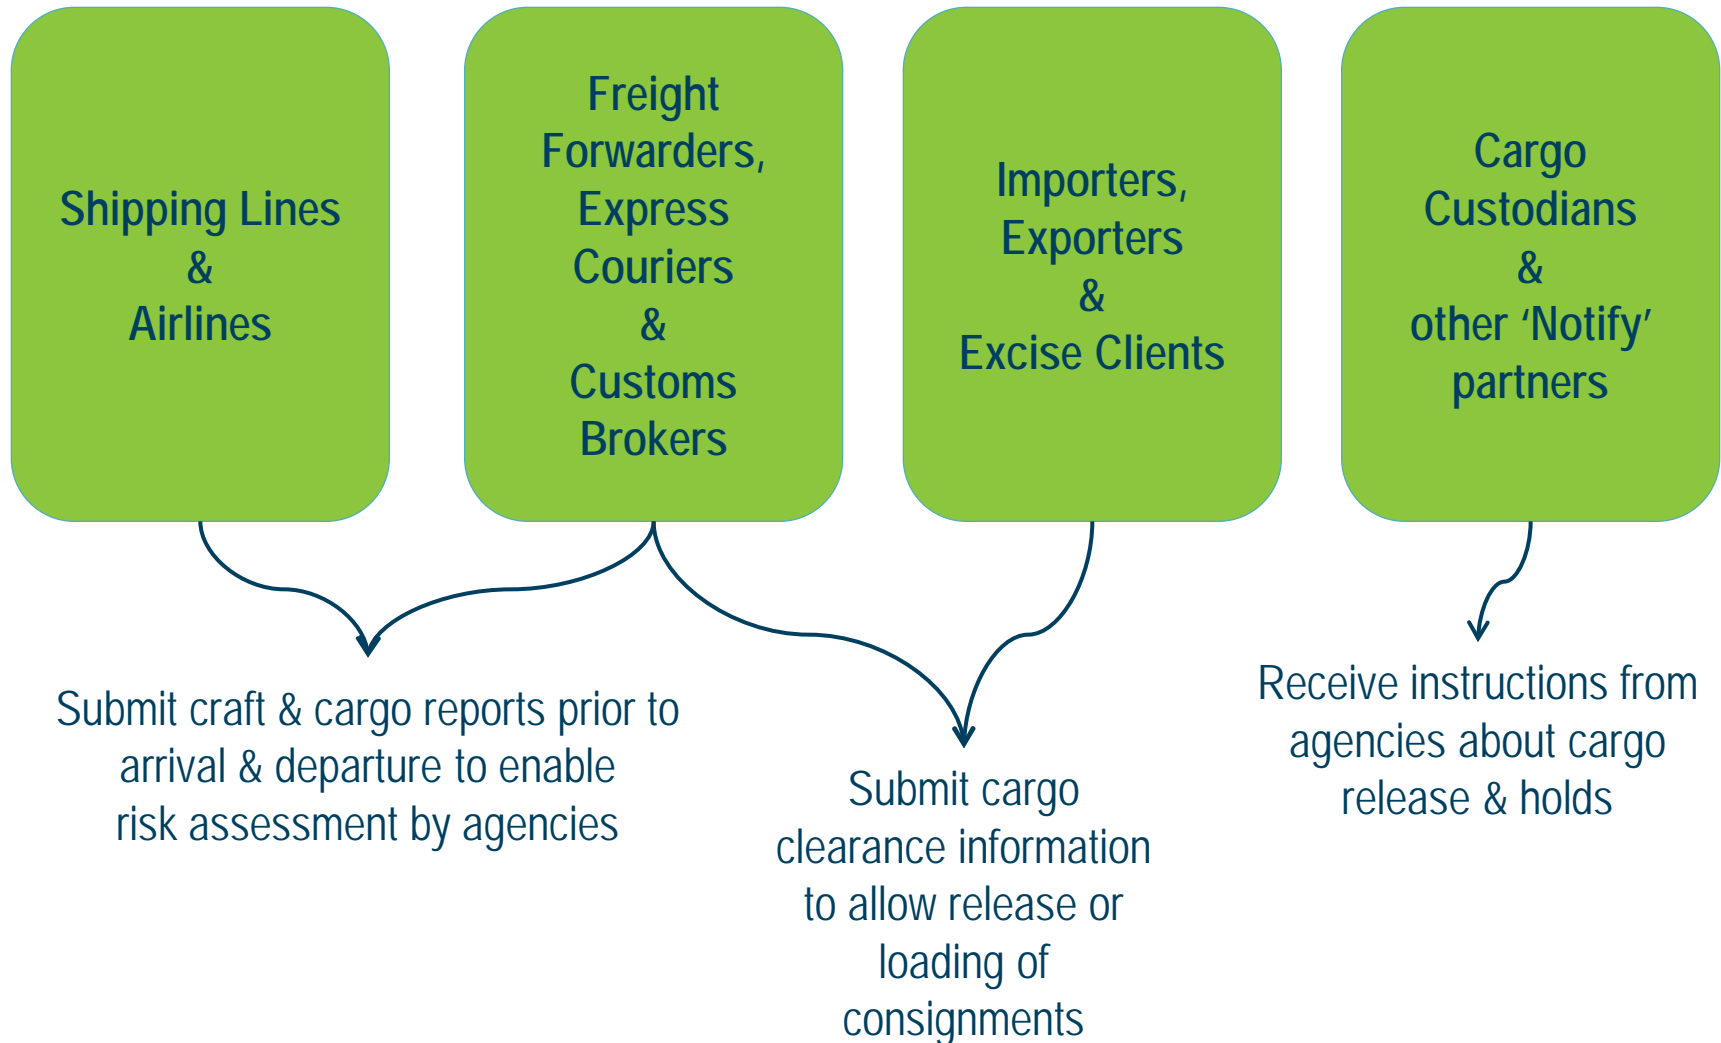 Shipping Lines
&
Airlines
Freight
Forwarders,
Express
Couriers
&
Customs
Brokers
Importers,
Exporters
&
Excise Clients
Cargo
Custodians
&
other ‘Notify’
partners
Submit craft & cargo reports prior to
arrival & departure to enable
risk assessment by agencies
Submit cargo
clearance information
to allow release or
loading of
consignments
Receive instructions from
agencies about cargo
release & holds